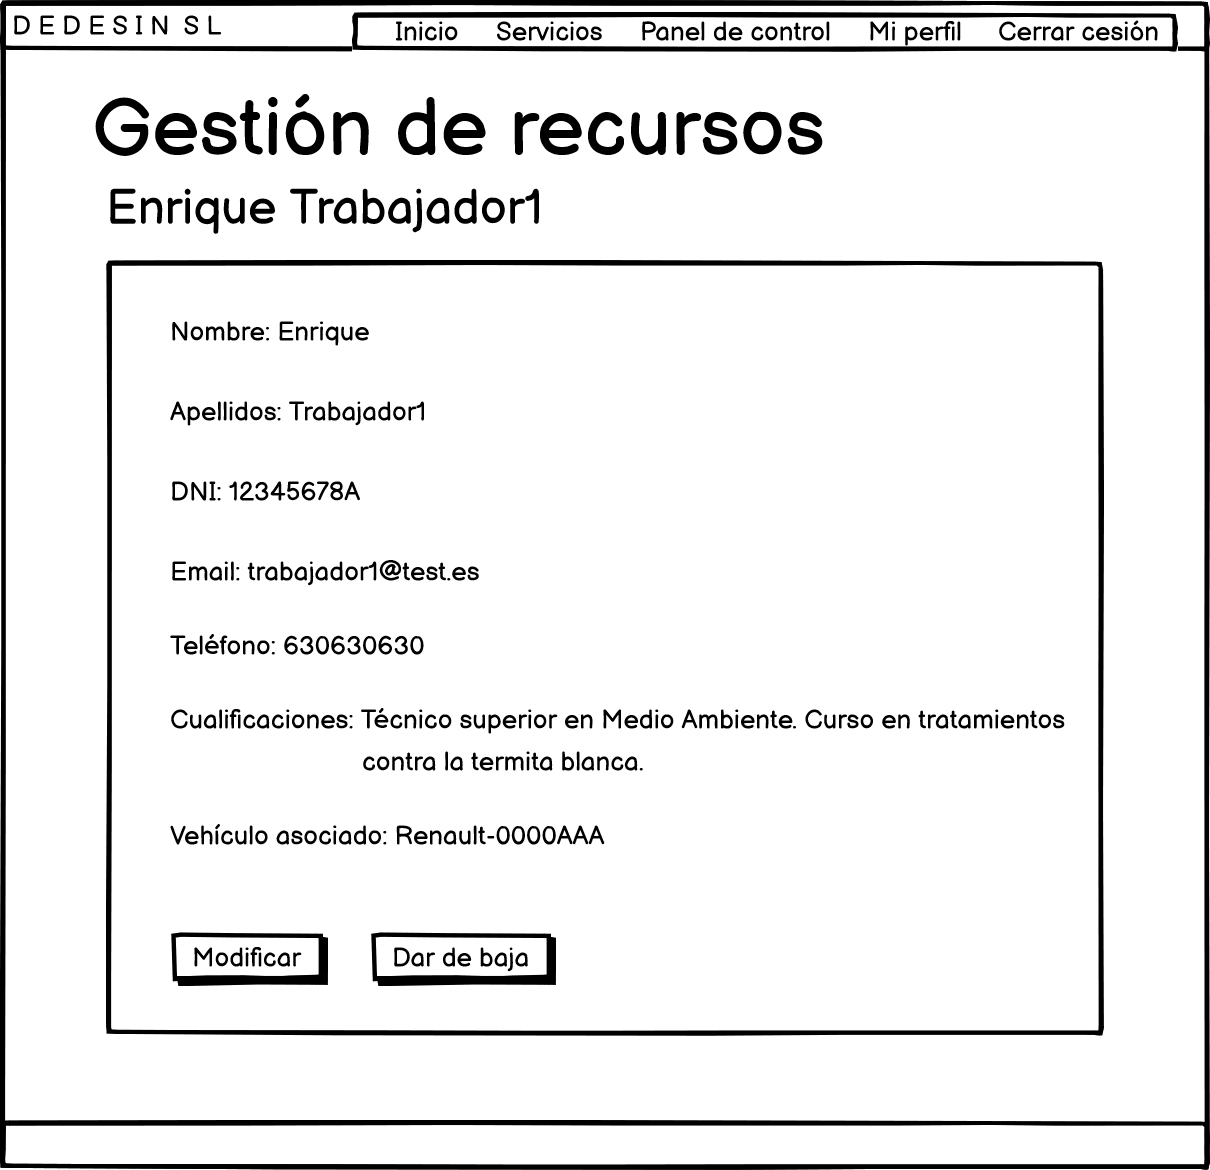 DEDESIN SL
Inicio Servicios Panel de control Mi perfil Cerrar cesión
Gestión de recursos
Enrique Trabajador1
Nombre: Enrique
Apellidos: Trabajador1
DNI: 12345678A
Email: trabajador1@test.es
Teléfono: 630630630
Cualificaciones: Técnico superior en Medio Ambiente. Curso en tratamientos
contra la termita blanca.
Vehículo asociado: Renault-0000AAA
Modificar Dar de baja